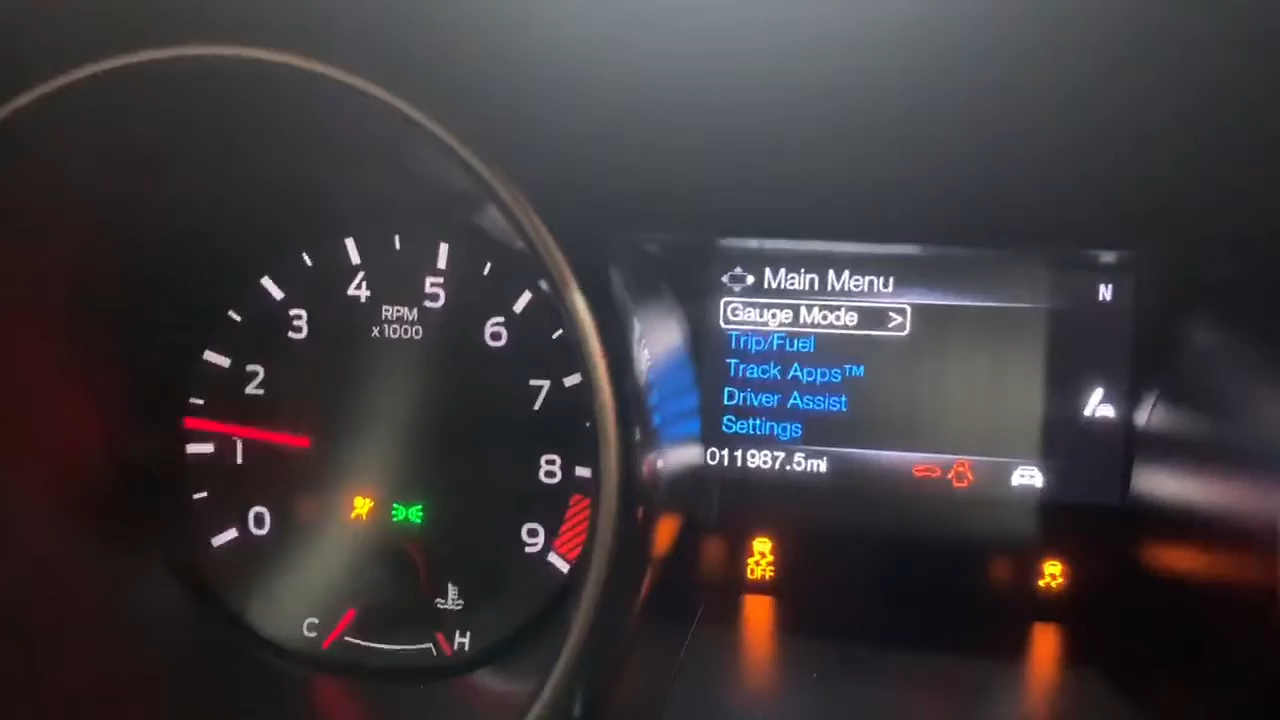 4
5
RPM
x1000
3
6
2
7
1
8
0
9
C
H
Main Menu
N
Gauge Mode >
Trip/Fuel
Track Apps™
Driver Assist
Settings
011987.5mi
OFF